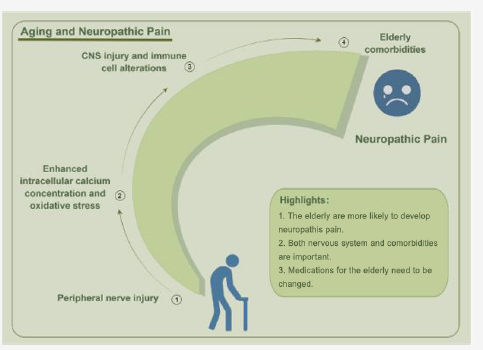 Aging and Neuropathic Pain
CNS injury and immune
cell alterations
③
④
Elderly
comorbidities
Neuropathic Pain
Enhanced
intracellular calcium
concentration and
oxidative stress
②
Highlights:
1. The elderly are more likely to develop
neuropathis pain.
2. Both nervous system and comorbidities
are important.
3. Medications for the elderly need to be
changed.
Peripheral nerve injury
①